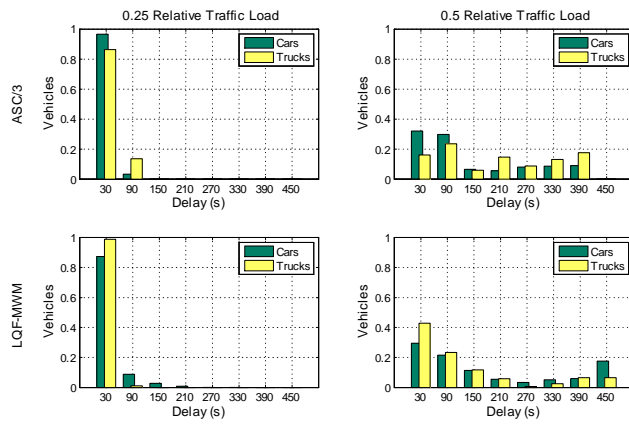 0.25 Relative Traffic Load
0.5 Relative Traffic Load
ASC/3
Vehicles
1
0.8
0.6
0.4
0.2
0
Cars
Trucks
30 90 150 210 270 330 390 450
Delay (s)
Vehicles
1
0.8
0.6
0.4
0.2
0
Cars
Trucks
30 90 150 210 270 330 390 450
Delay (s)
LQF-MWM
Vehicles
1
0.8
0.6
0.4
0.2
0
Cars
Trucks
30 90 150 210 270 330 390 450
Delay (s)
Vehicles
1
0.8
0.6
0.4
0.2
0
Cars
Trucks
30 90 150 210 270 330 390 450
Delay (s)